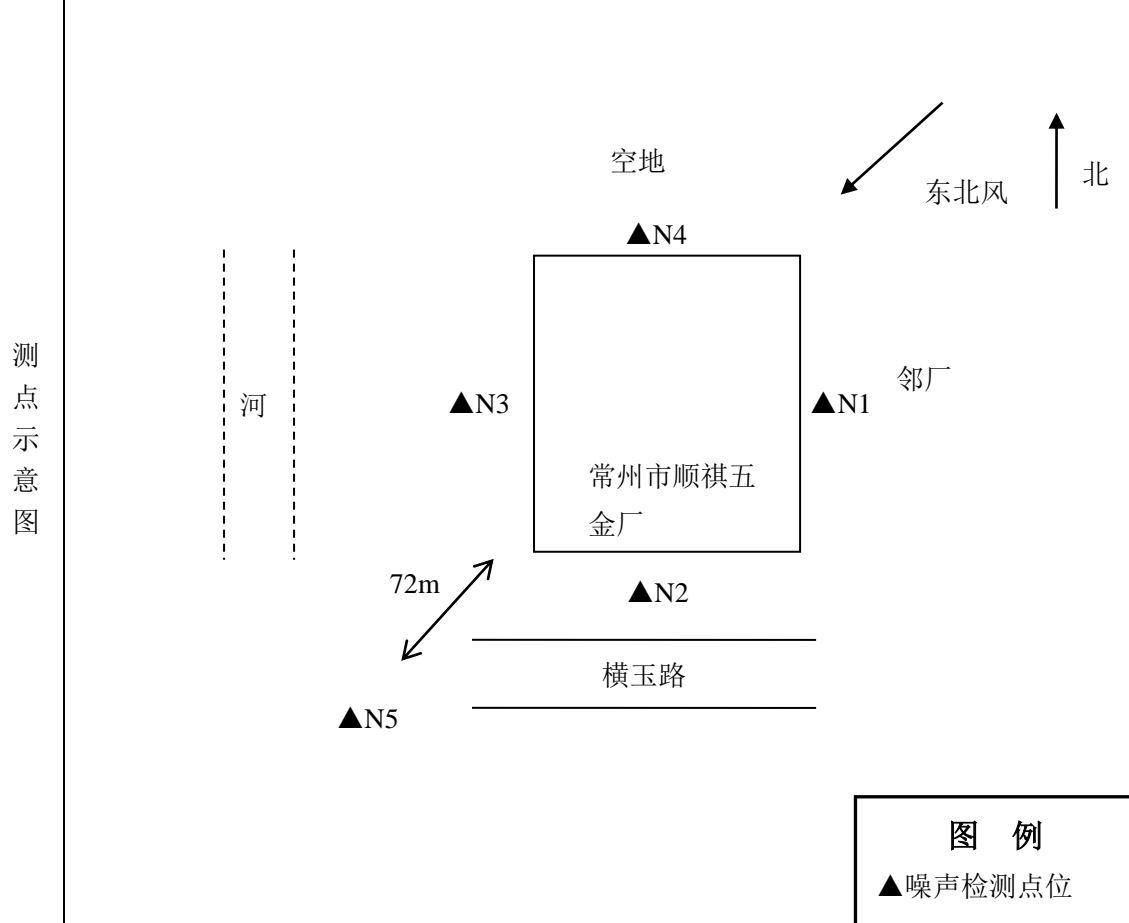 测
点
示
意
图
空地
东北风
北
▲N4
河
▲N3
▲N1
邻厂
常州市顺祺五
金厂
72m
▲N2
横玉路
▲N5
图 例
▲噪声检测点位